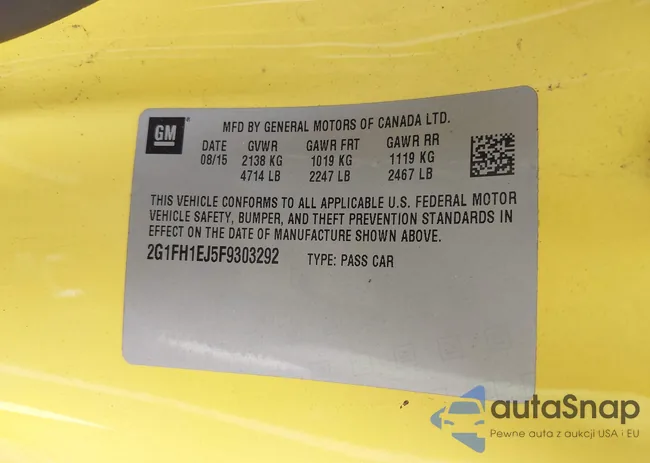 GM
MFD BY GENERAL MOTORS OF CANADA LTD.
DATE GVWR GAWR FRT GAWR RR
08/15 2138 KG 1019 KG 1119 KG
4714 LB 2247 LB 2467 LB
THIS VEHICLE CONFORMS TO ALL APPLICABLE U.S. FEDERAL MOTOR
VEHICLE SAFETY, BUMPER, AND THEFT PREVENTION STANDARDS IN
EFFECT ON THE DATE OF MANUFACTURE SHOWN ABOVE.
2G1FH1EJ5F9303292 TYPE: PASS CAR
autaSnap
Pewne auta z aukcji USA i EU